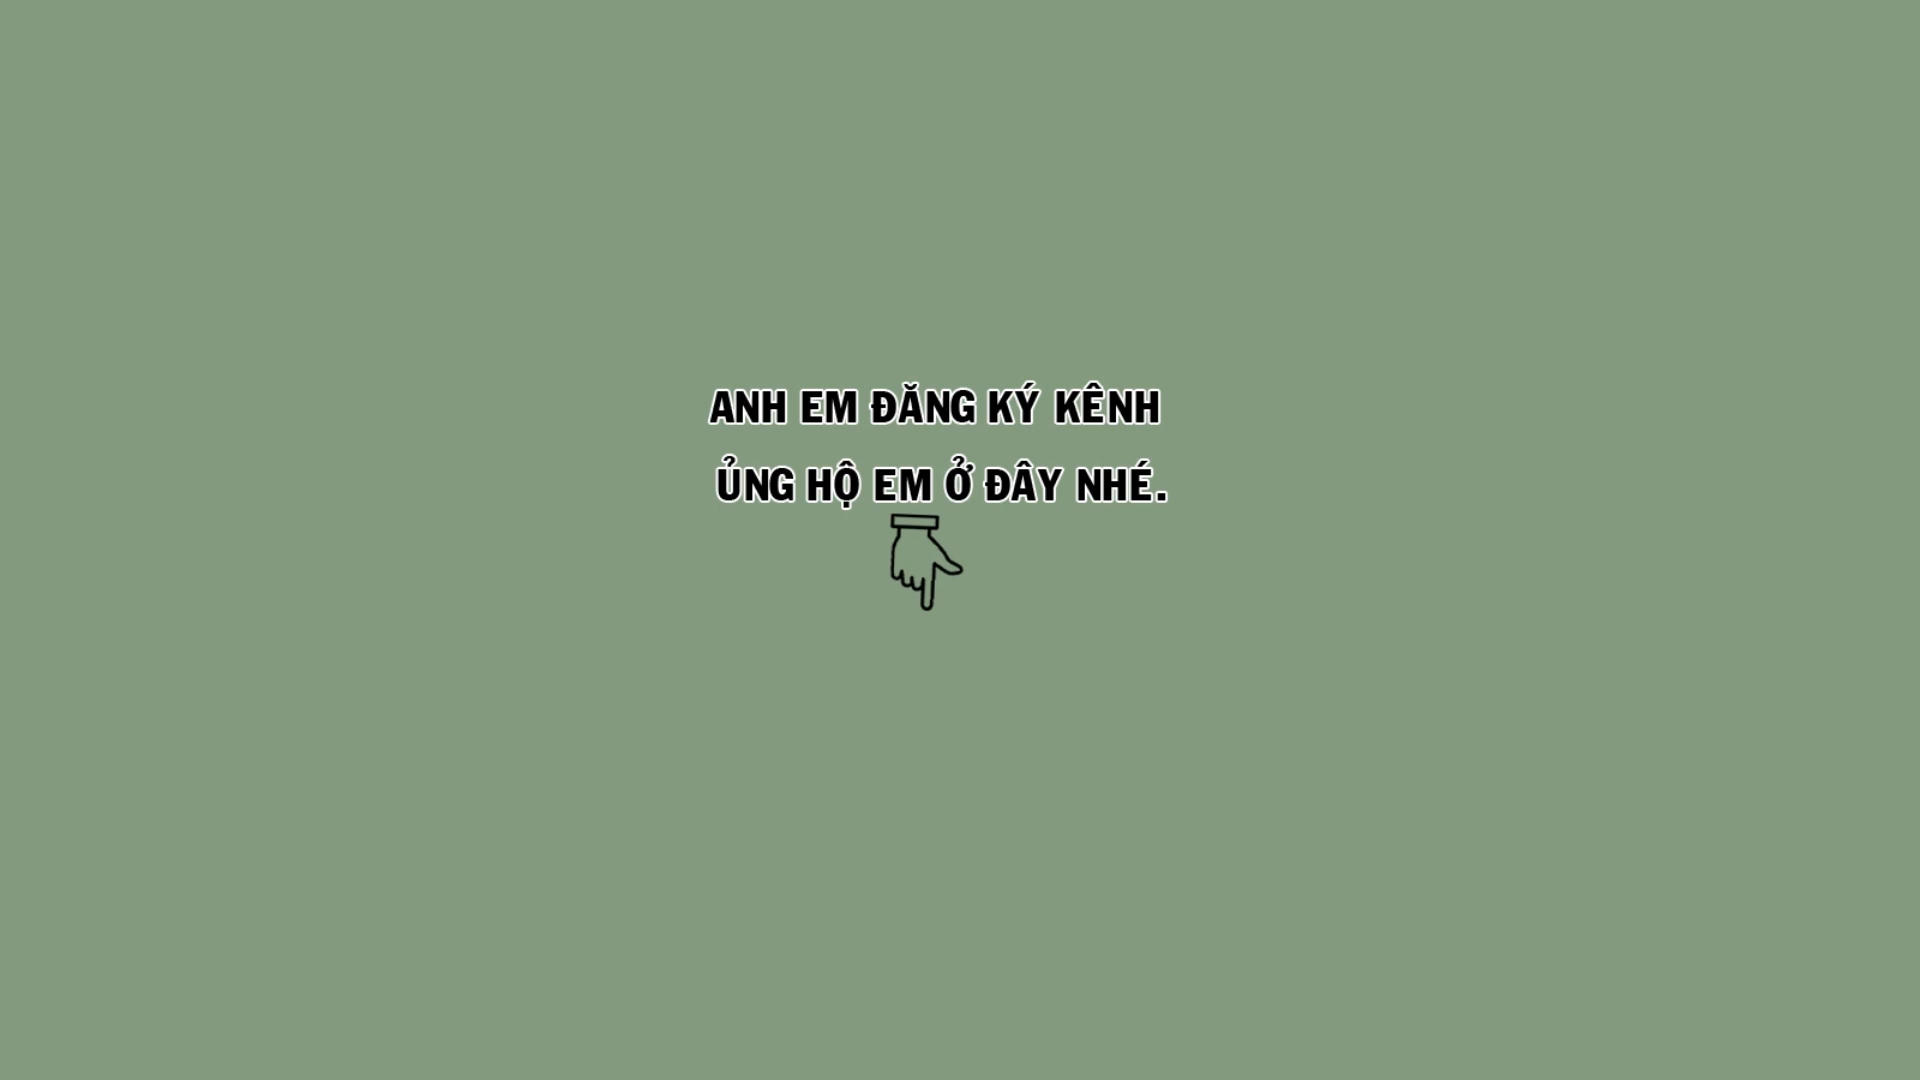 ANH EM ĐĂNG KÝ KÊNH
ỦNG HỘ EM Ở ĐÂY NHÉ.